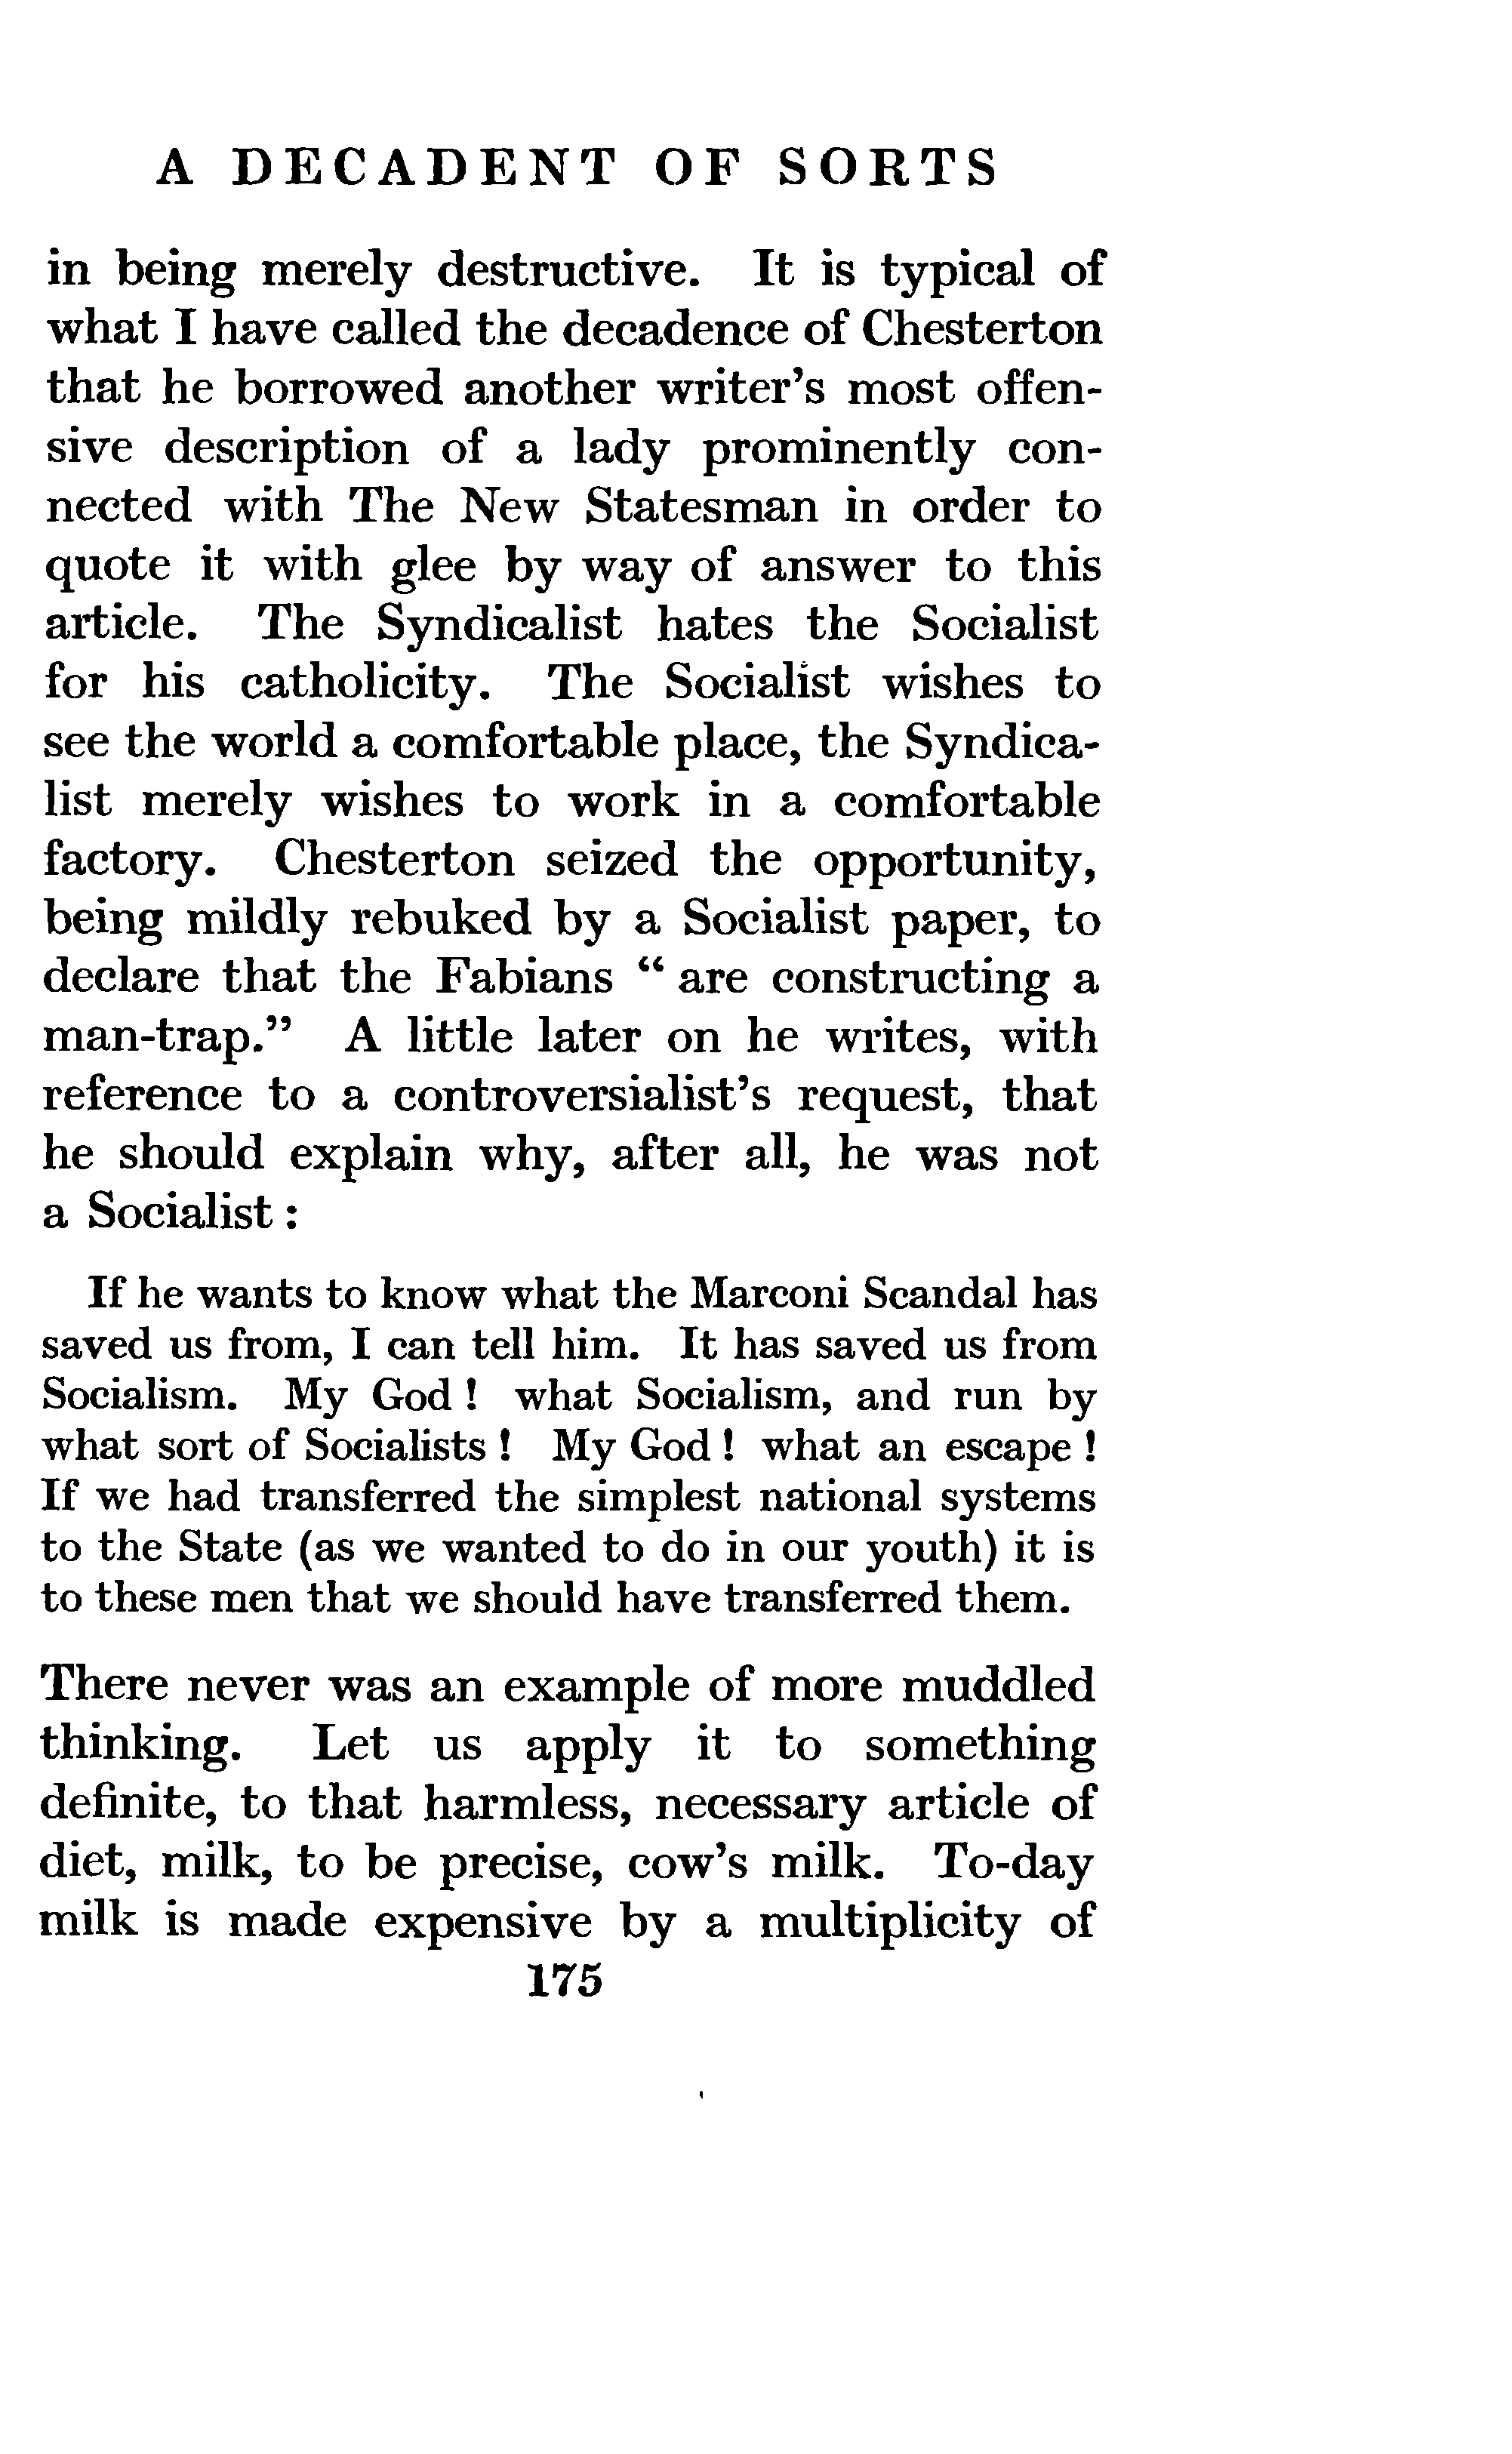 A DECADENT OF SORTS
in being merely destructive. It is typical of
what I have called the decadence of Chesterton
that he borrowed another writer's most offen-
sive description of a lady prominently con-
nected with The New Statesman in order to
quote it with glee by way of answer to this
article. The Syndicalist hates the Socialist
for his catholicity. The Socialist wishes to
see the world a comfortable place, the Syndica-
list merely wishes to work in a comfortable
factory. Chesterton seized the opportunity,
being mildly rebuked by a Socialist paper, to
declare that the Fabians “ are constructing a
man-trap.” A little later on he writes, with
reference to a controversialist's request, that
he should explain why, after all, he was not
a Socialist :
If he wants to know what the Marconi Scandal has
saved us from, I can tell him. It has saved us from
Socialism. My God ! what Socialism, and run by
what sort of Socialists ! My God ! what an escape !
If we had transferred the simplest national systems
to the State (as we wanted to do in our youth) it is
to these men that we should have transferred them.
There never was an example of more muddled
thinking. Let us apply it to something
definite, to that harmless, necessary article of
diet, milk, to be precise, cow's milk. To-day
milk is made expensive by a multiplicity of
175